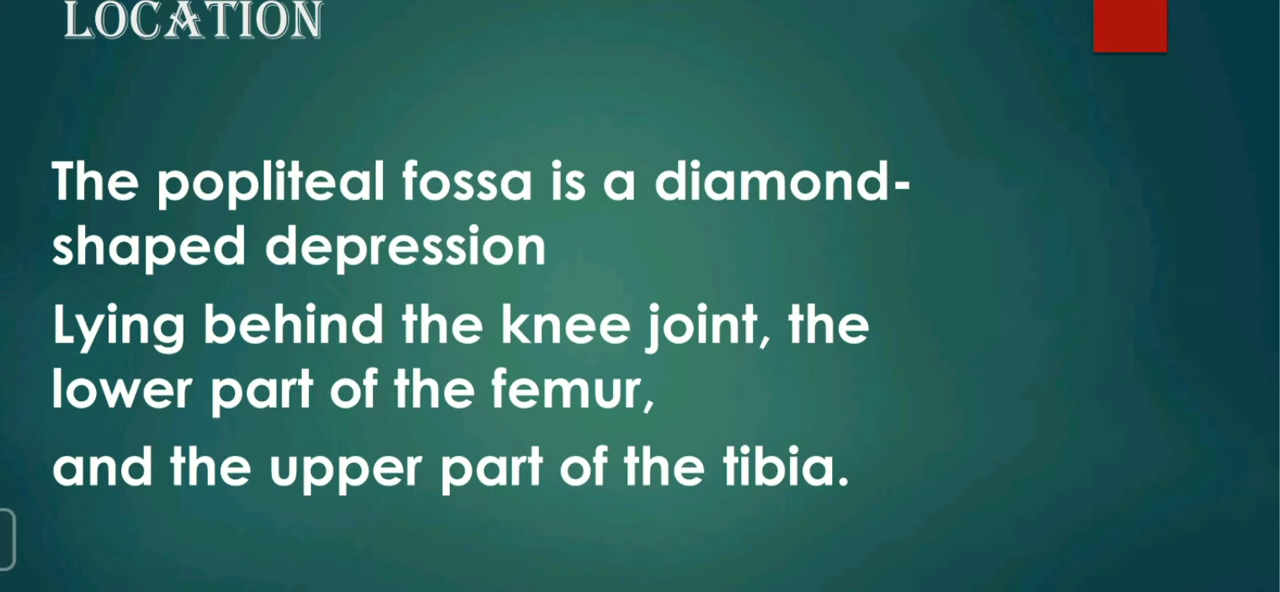 LOCATION
The popliteal fossa is a diamond-
shaped depression
Lying behind the knee joint, the
lower part of the femur,
and the upper part of the tibia.